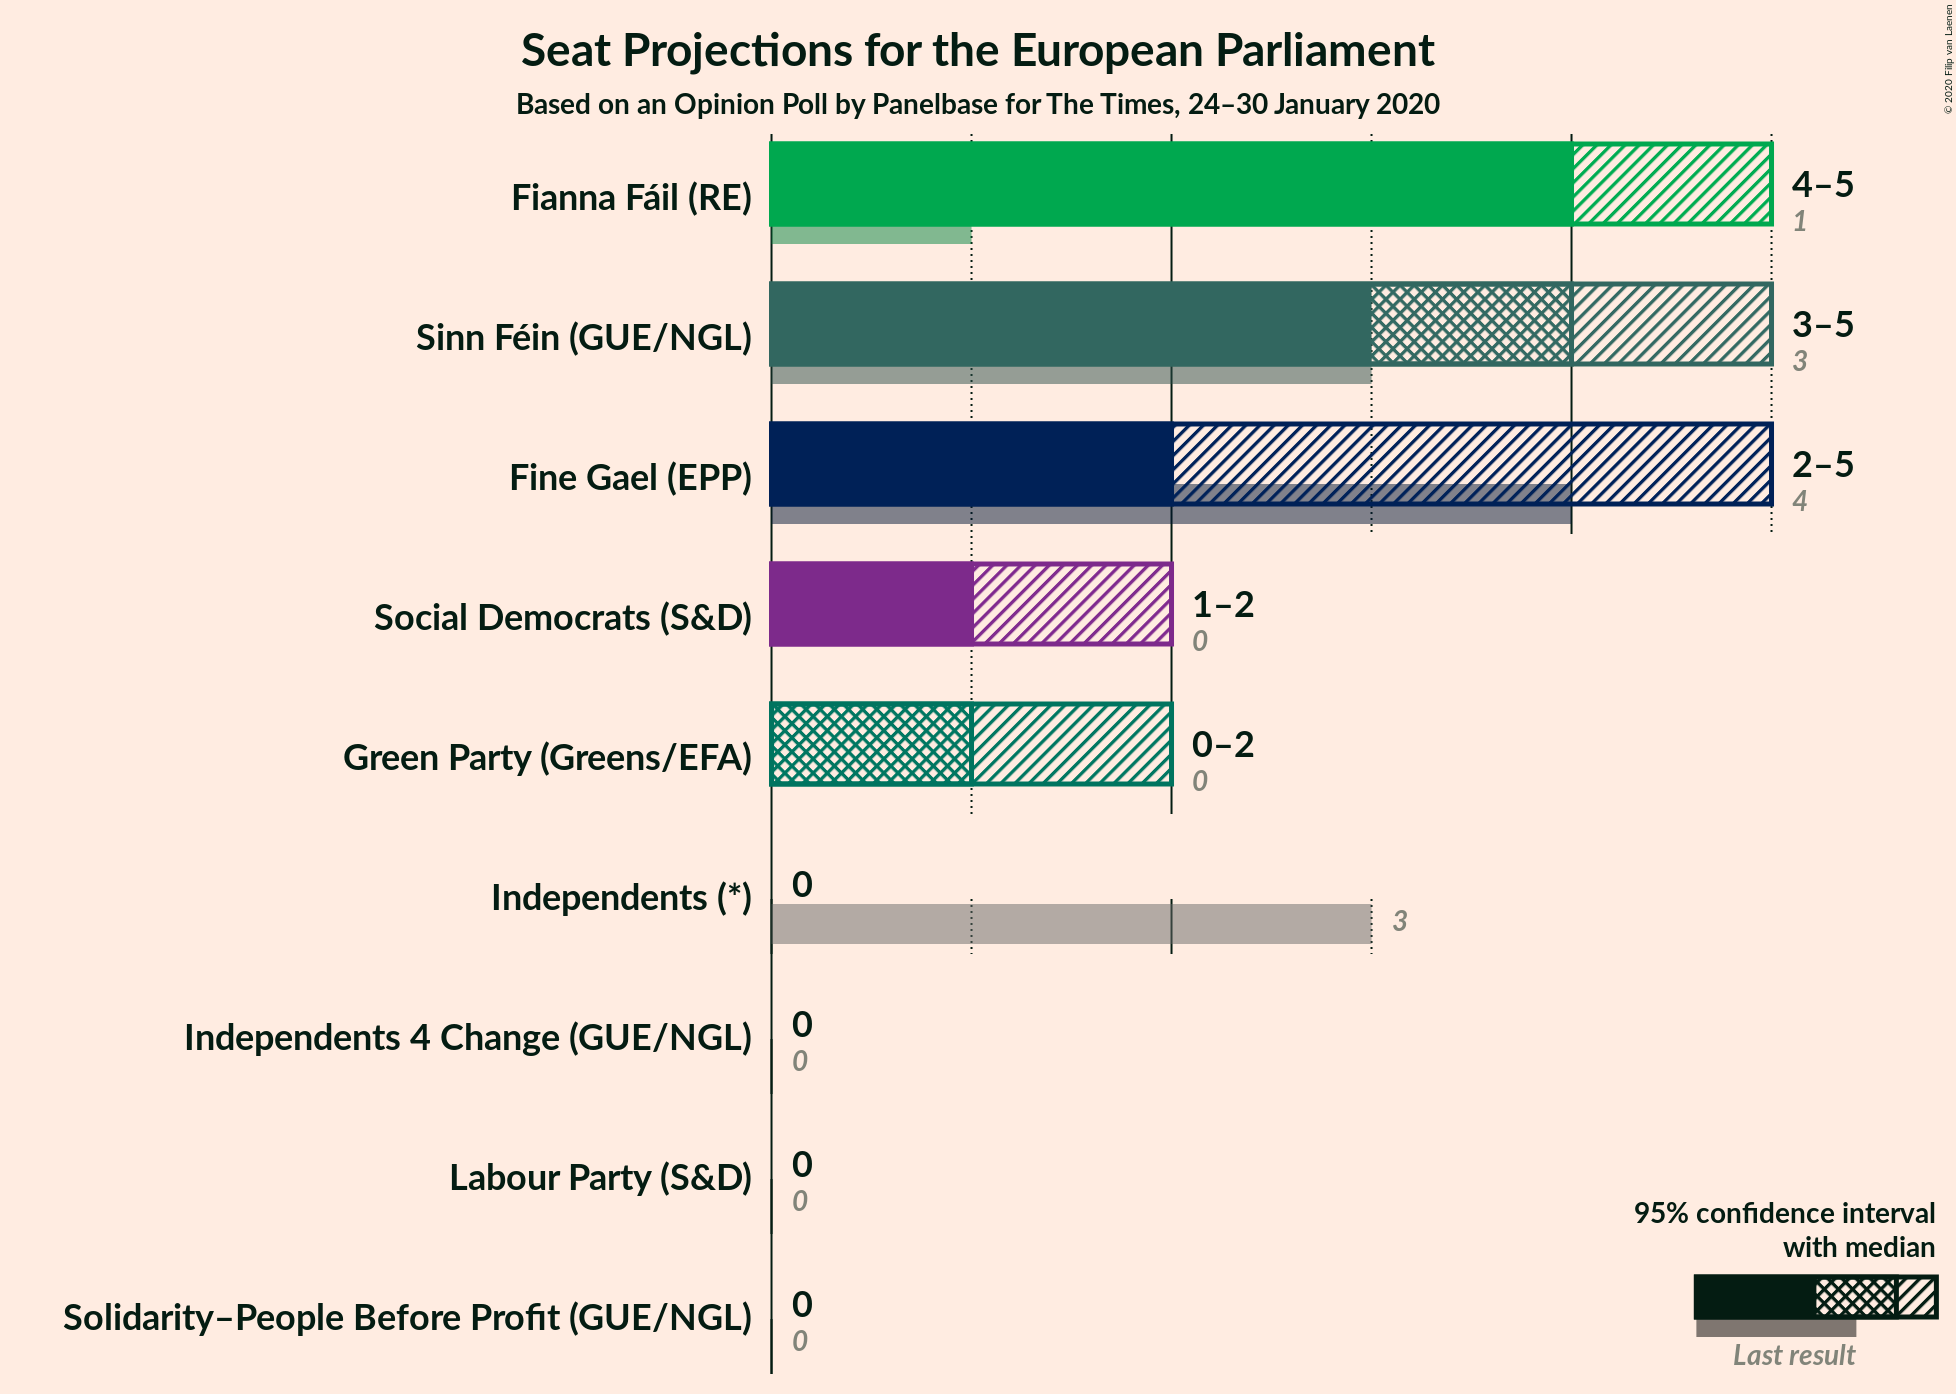 Seat Projections for the European Parliament
Based on an Opinion Poll by Panelbase for The Times, 24–30 January 2020
© 2020 Filip van Laenen
Fianna Fáil (RE)
4–5
1
Sinn Féin (GUE/NGL)
3–5
3
Fine Gael (EPP)
2–5
4
Social Democrats (S&D)
1–2
0
Green Party (Greens/EFA)
0–2
0
Independents (*)
0
3
Independents 4 Change (GUE/NGL)
0
0
Labour Party (S&D)
0
0
Solidarity–People Before Profit (GUE/NGL)
0
0
95% confidence interval
with median
Last result